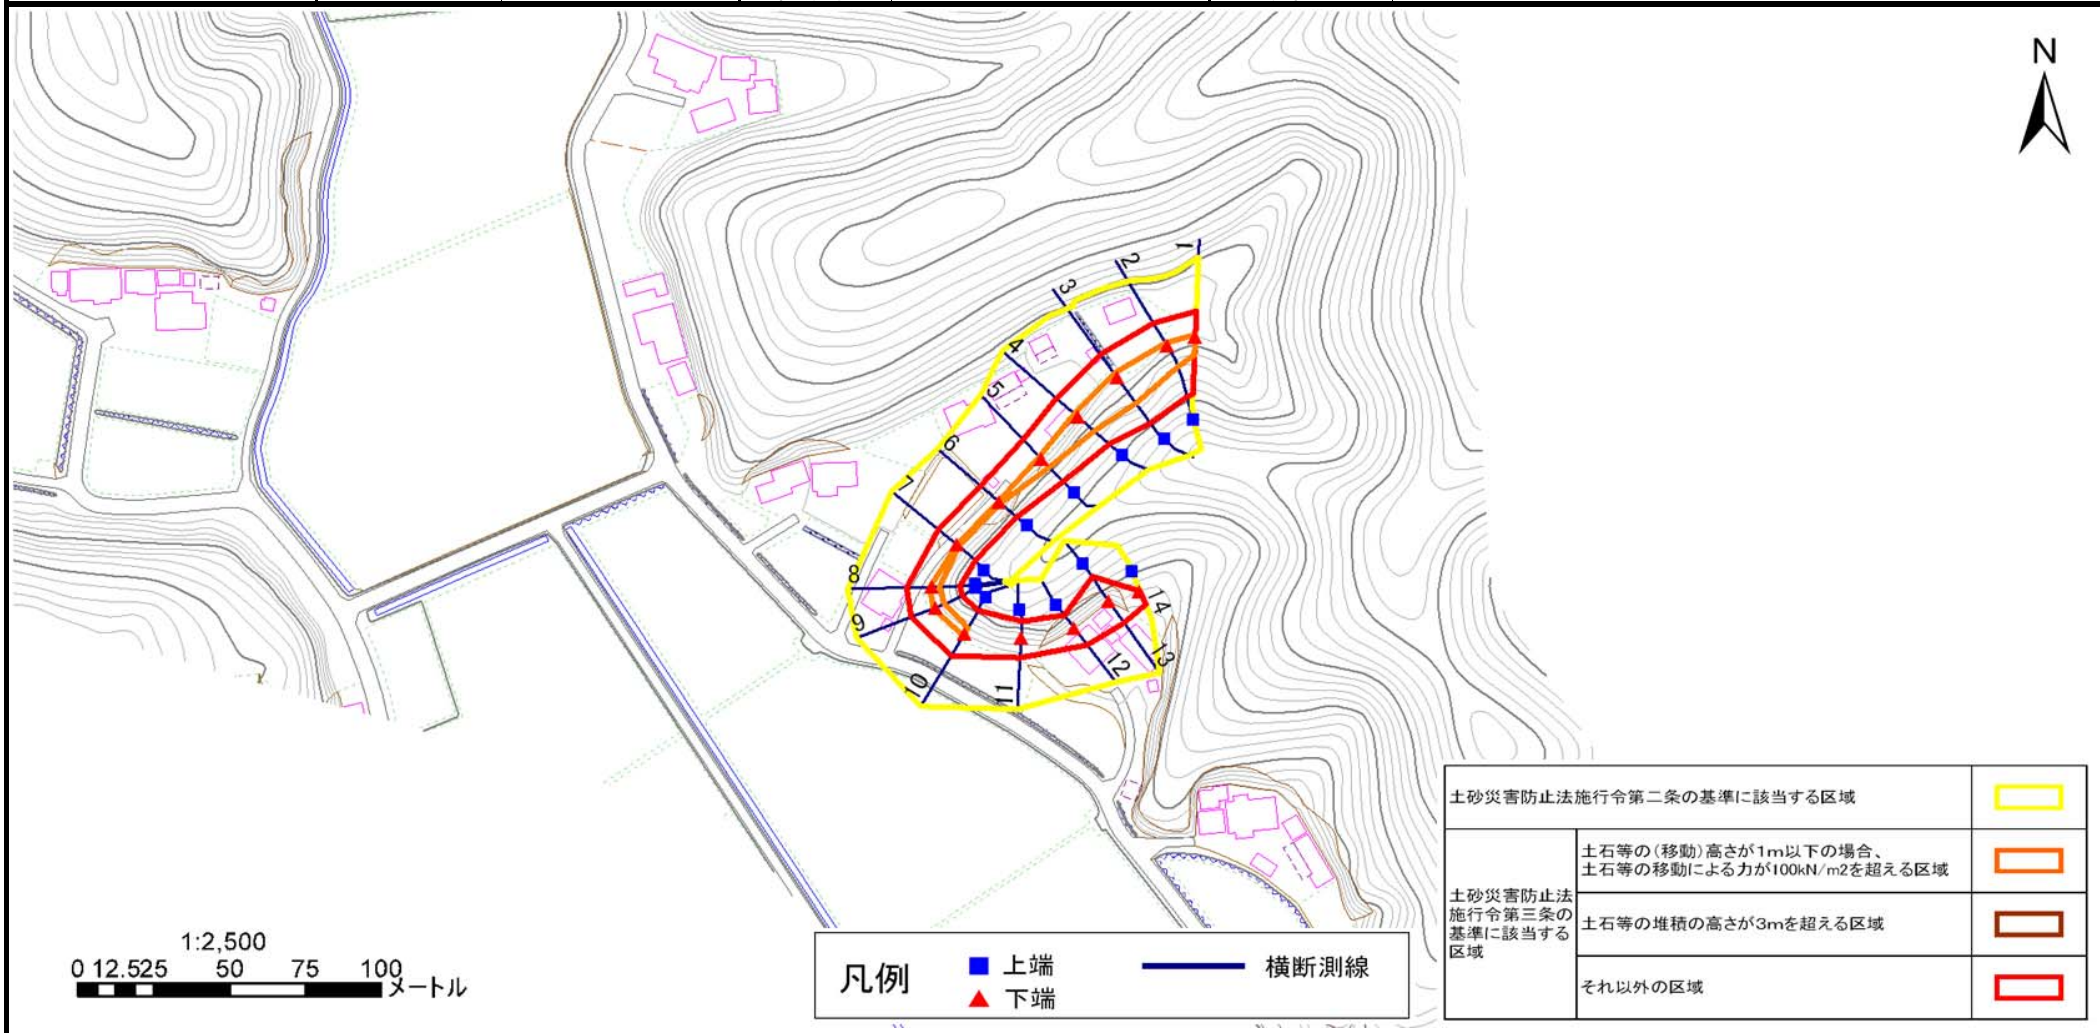 N
1
2
3
4
5
6
7
8
9
10
11
12
13
14
1:2,500
0 12.525 50 75 100
メートル
凡例
上端
下端
横断測線
土砂災害防止法施行令第二条の基準に該当する区域
土砂災害防止法
施行令第三条の
基準に該当する
区域
土石等の(移動)高さが1m以下の場合、
土石等の移動による力が100kN/m2を超える区域
土石等の堆積の高さが3mを超える区域
それ以外の区域